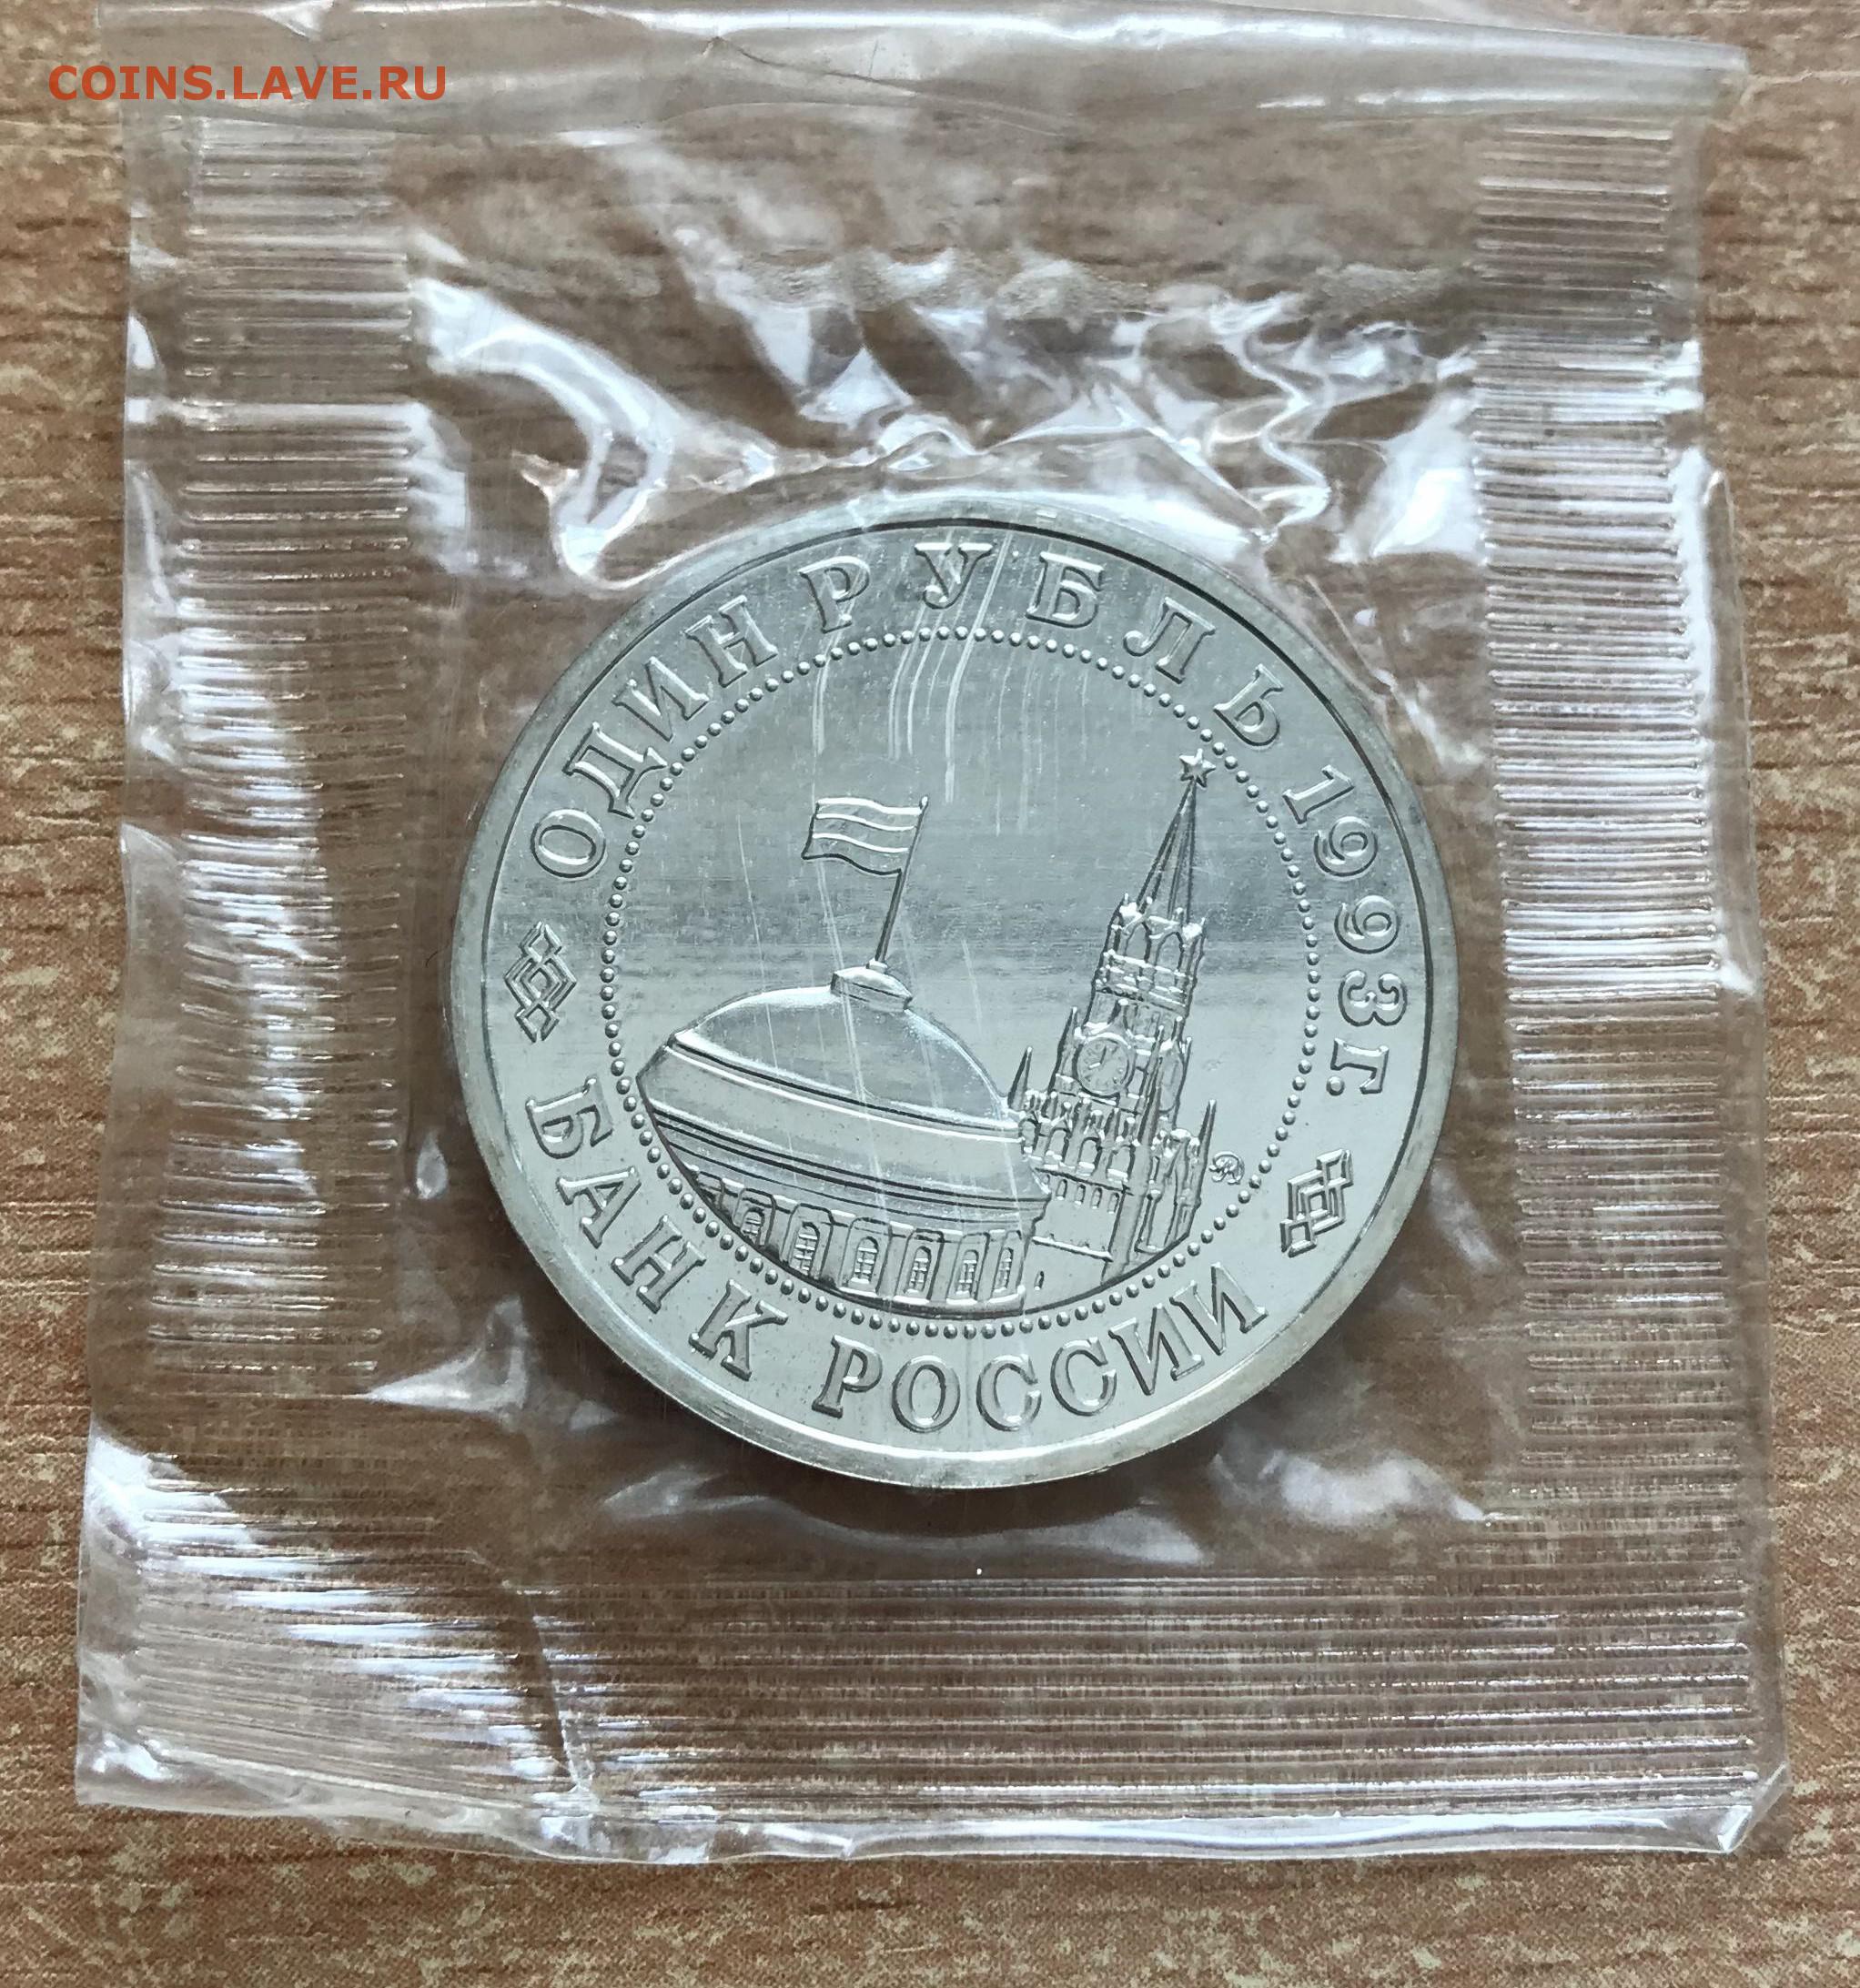 COINS.LAVE.RU
ОДИН РУБЛЬ 1993 Г.
БАНК РОССИИ